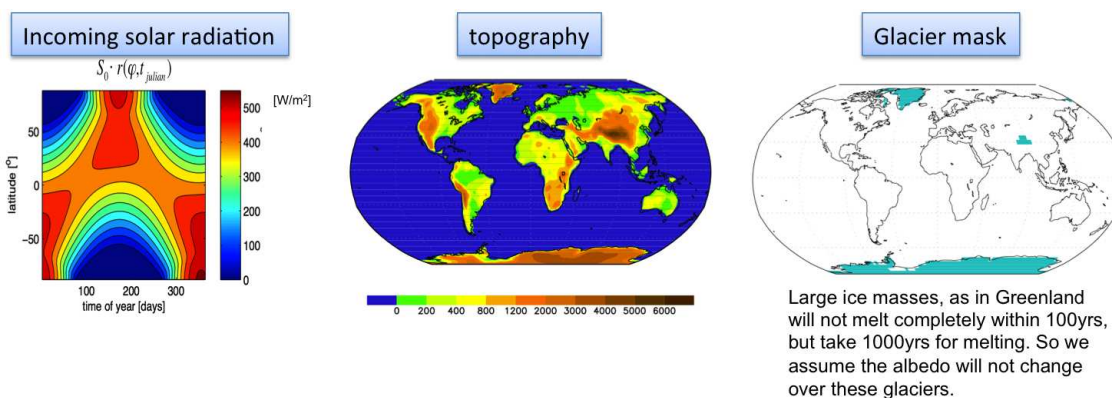 Incoming solar radiation
topography
Glacier mask
S₀ · r(φ,t_julian)
[W/m²]
500
400
300
200
100
0
50
0
−50
latitude [°]
100 200 300
time of year [days]
0 200 400 800 1200 2000 3000 4000 5000 6000
Large ice masses, as in Greenland
will not melt completely within 100yrs,
but take 1000yrs for melting. So we
assume the albedo will not change
over these glaciers.